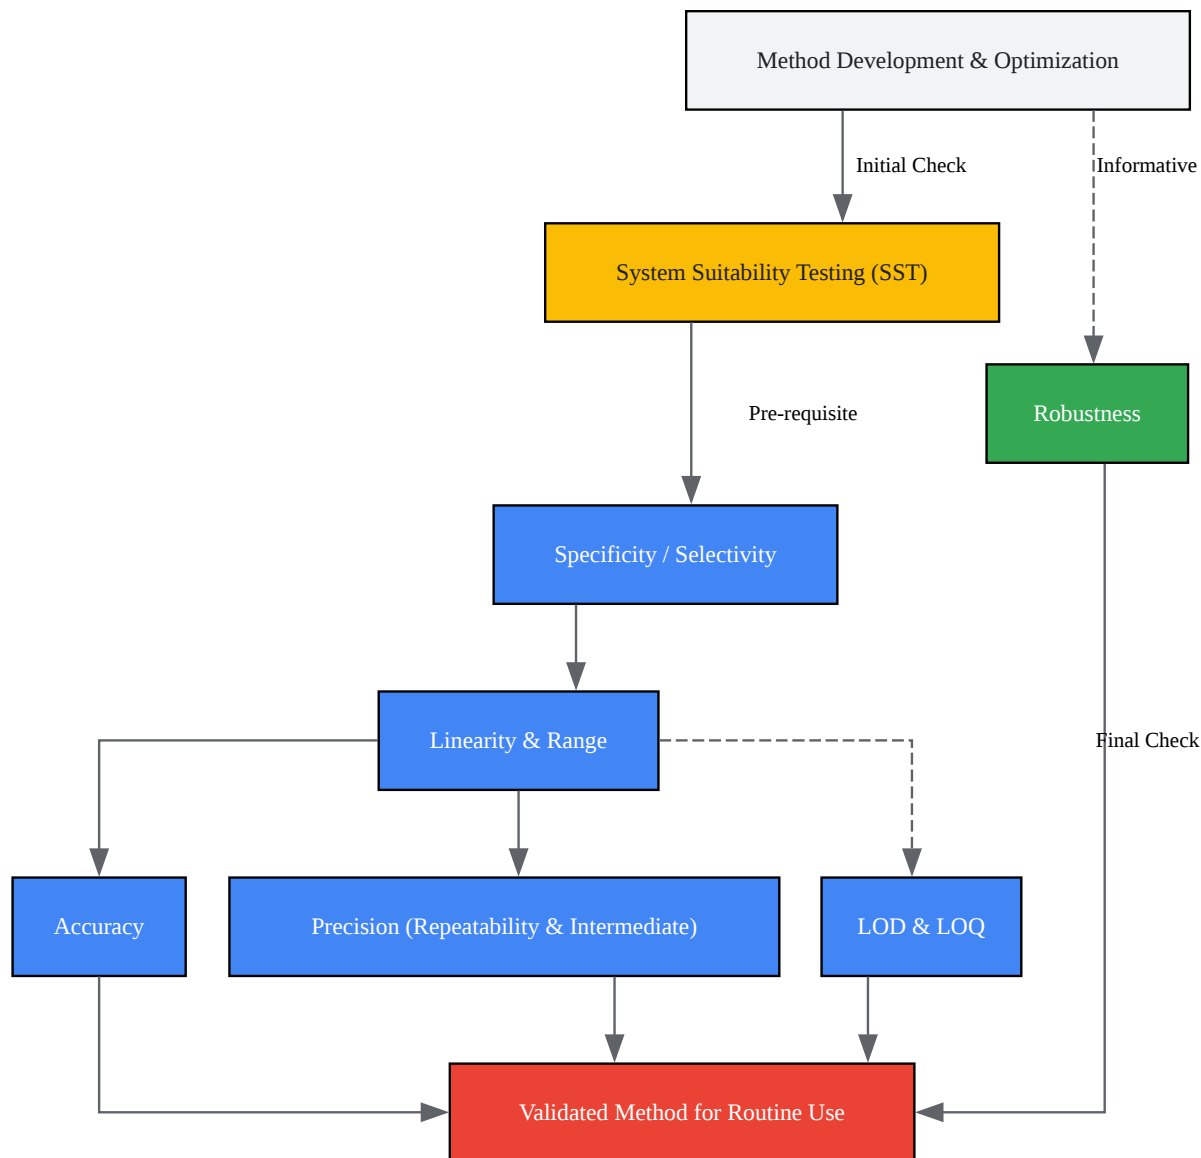 Method Development & Optimization
Initial Check
Informative
System Suitability Testing (SST)
Pre-requisite
Robustness
Specificity / Selectivity
Linearity & Range
Final Check
Accuracy
Precision (Repeatability & Intermediate)
LOD & LOQ
Validated Method for Routine Use